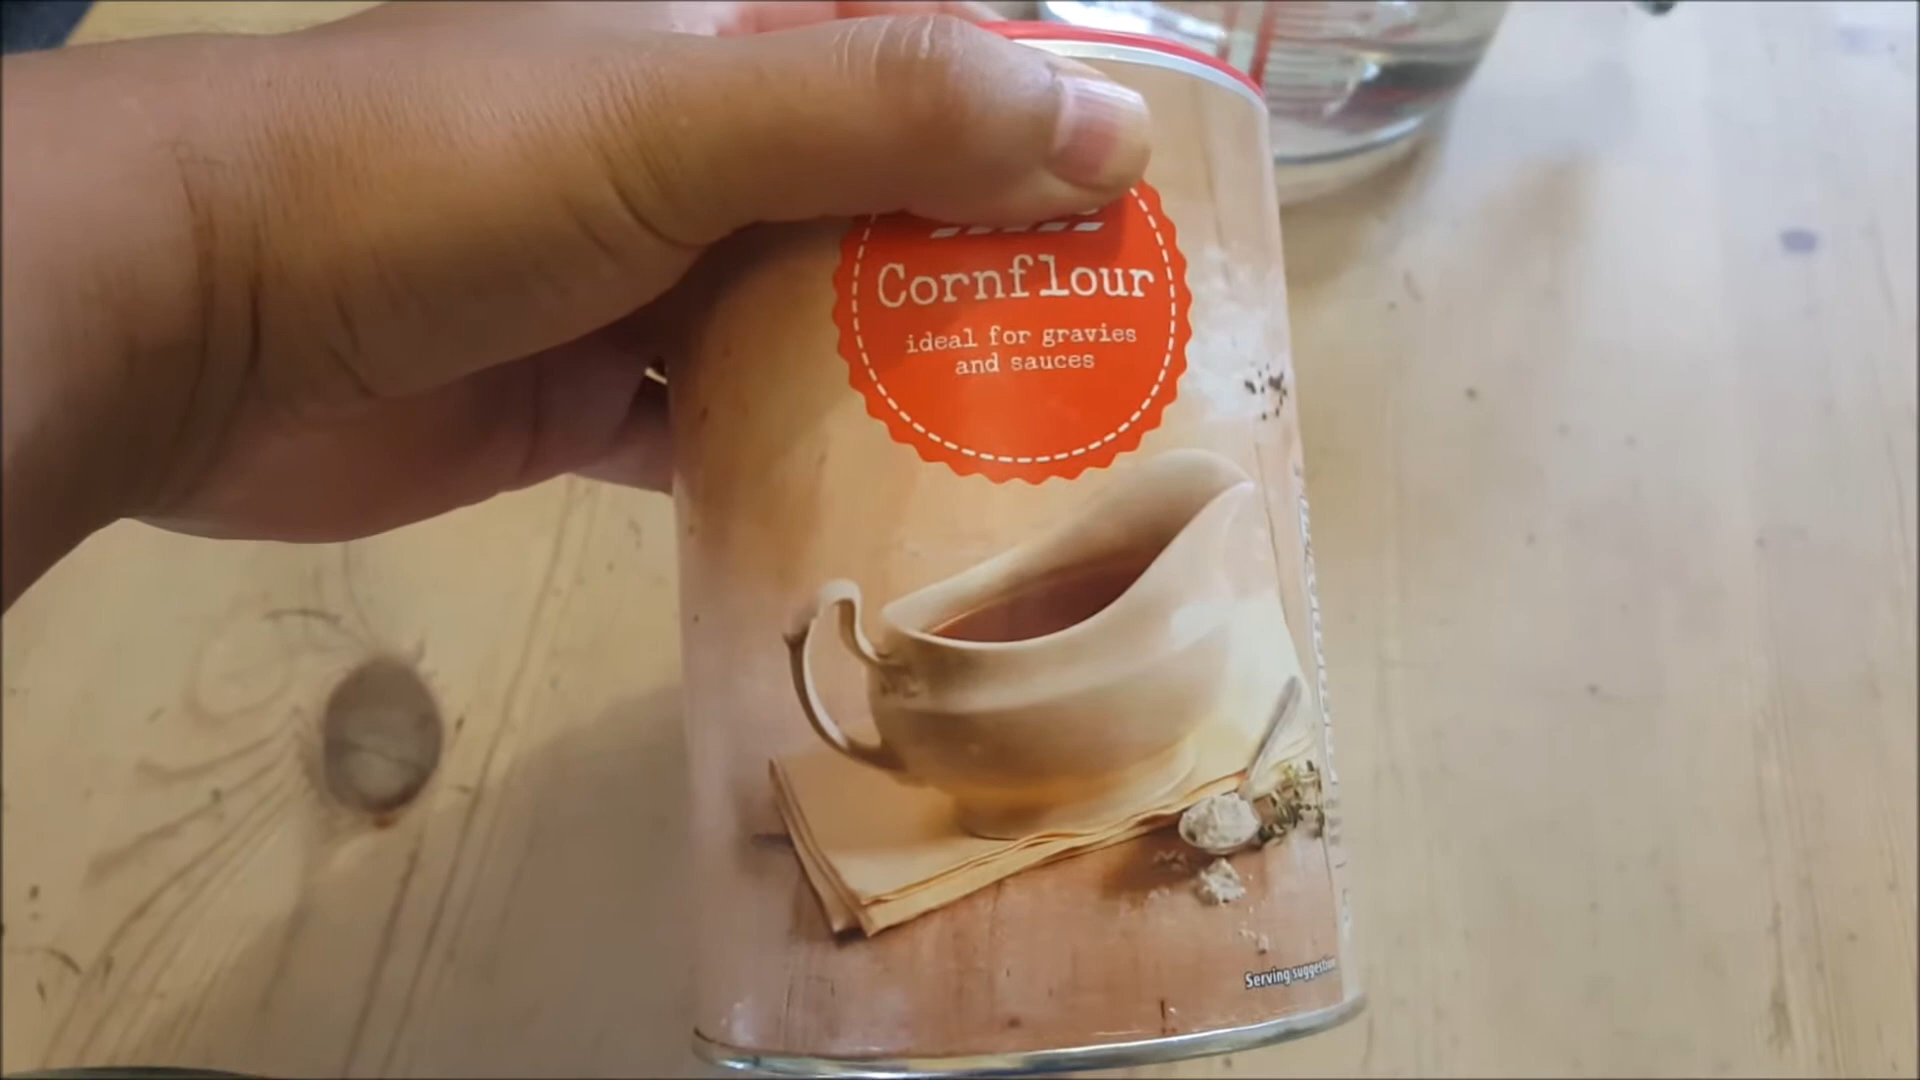 Cornflour
ideal for gravies
and sauces
Serving suggestion